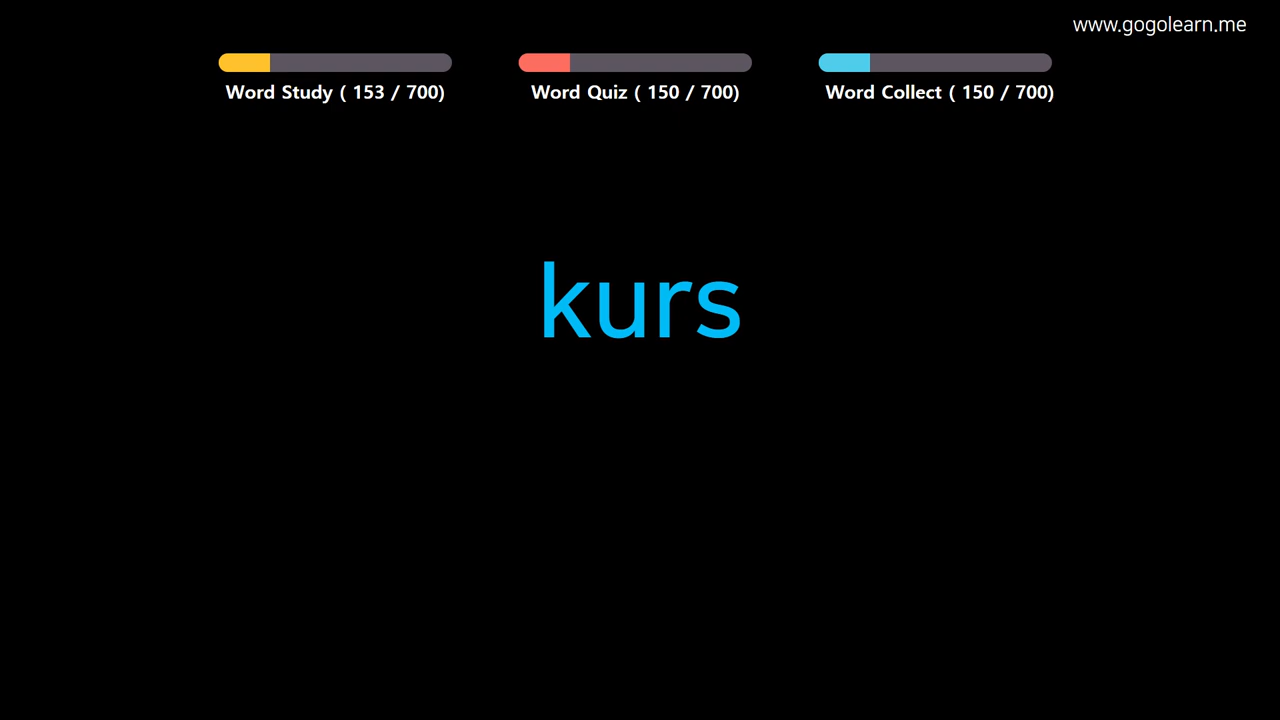 www.gogolearn.me
Word Study ( 153 / 700)
Word Quiz ( 150 / 700)
Word Collect ( 150 / 700)
kurs